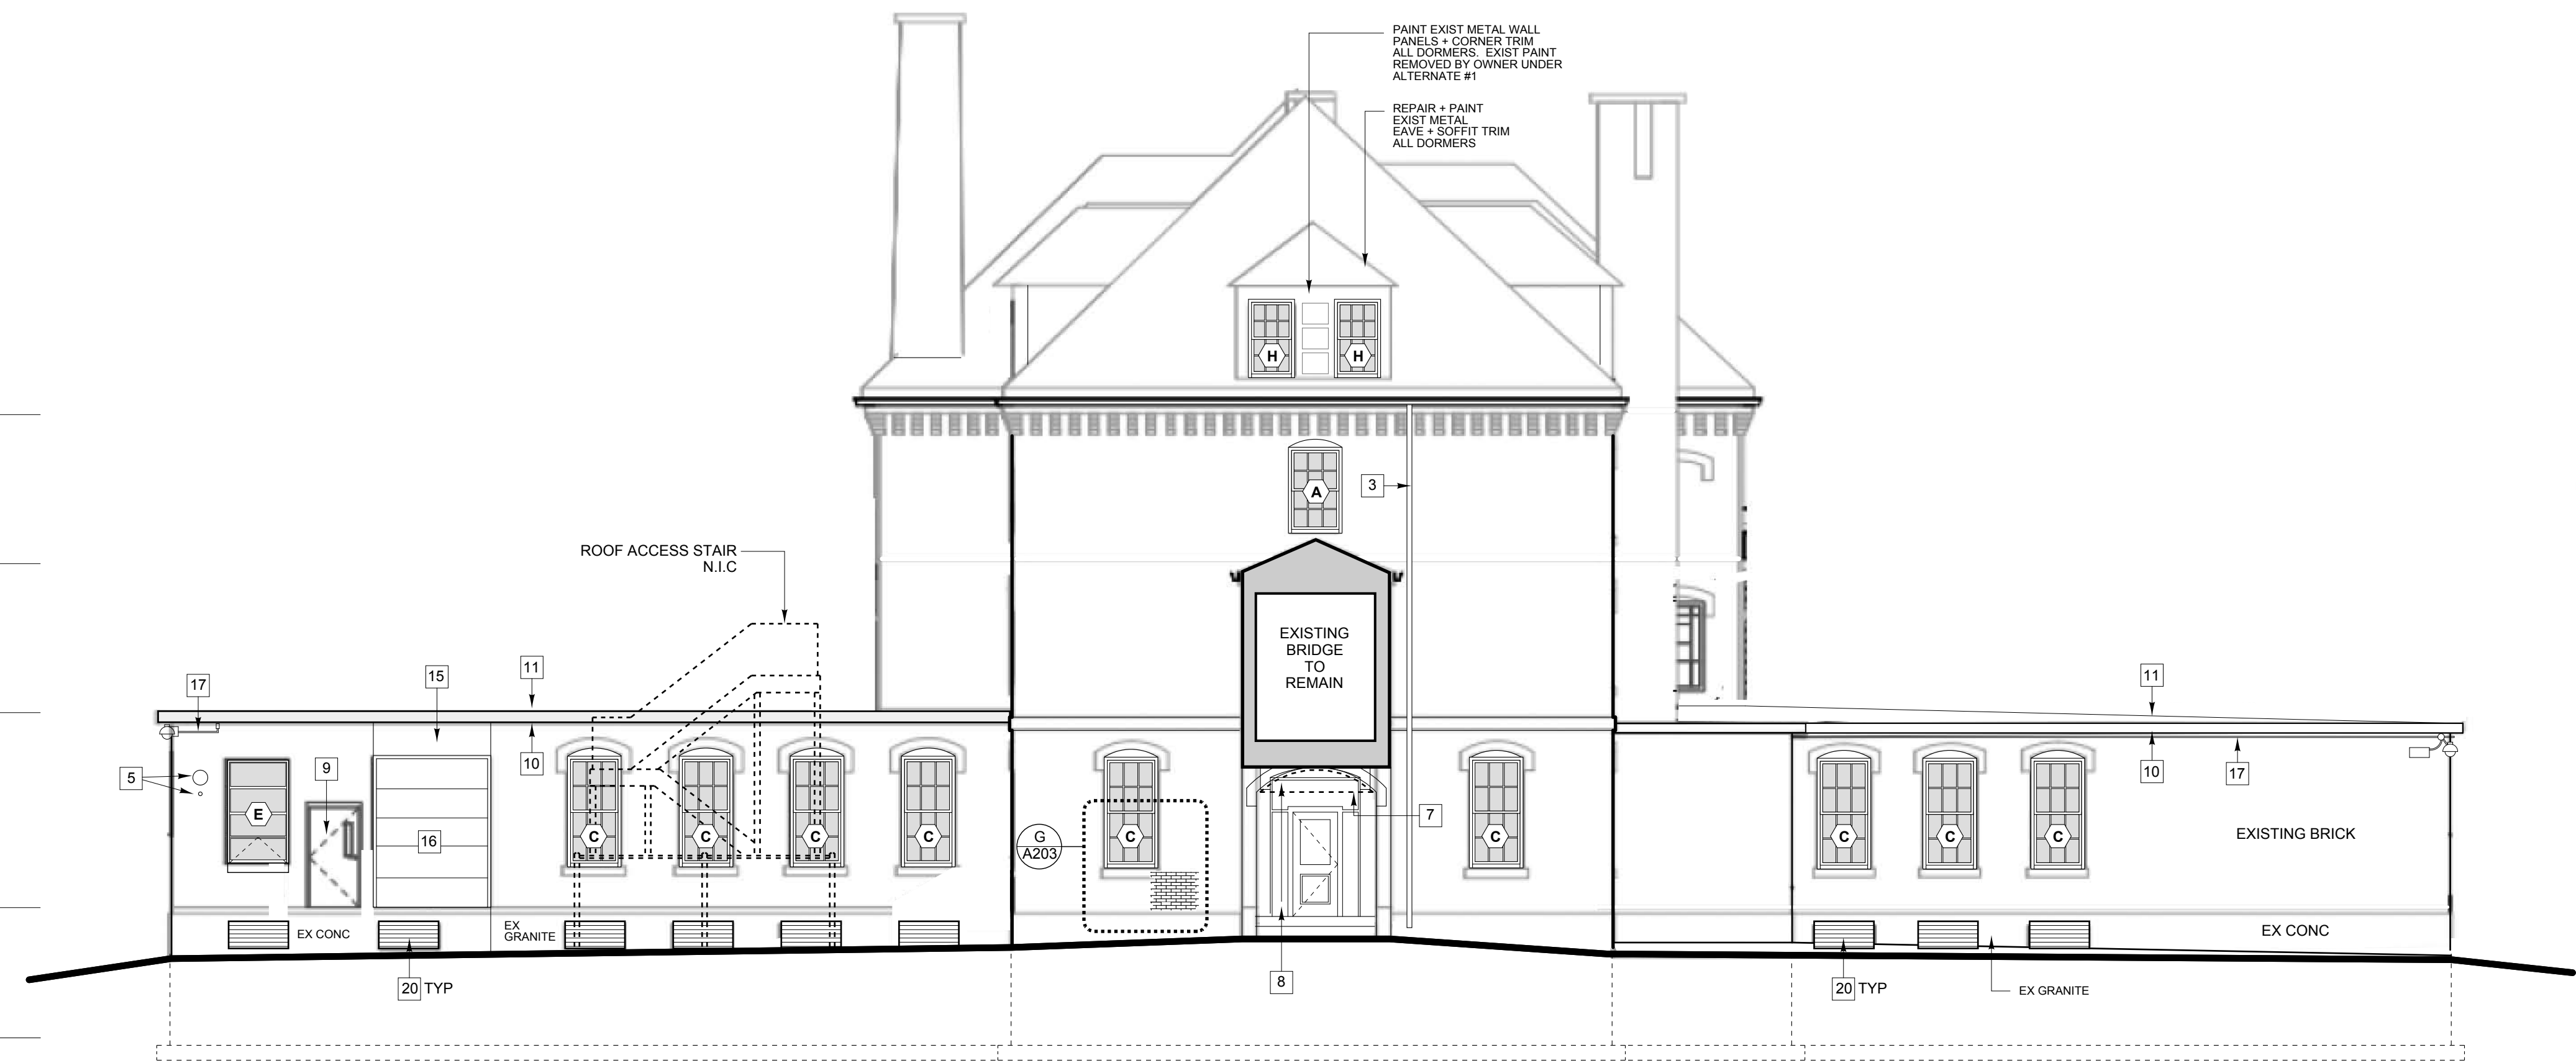 PAINT EXIST METAL WALL
PANELS + CORNER TRIM
ALL DORMERS. EXIST PAINT
REMOVED BY OWNER UNDER
ALTERNATE #1
REPAIR + PAINT
EXIST METAL
EAVE + SOFFIT TRIM
ALL DORMERS
H
H
A
3
ROOF ACCESS STAIR
N.I.C
EXISTING
BRIDGE
TO
REMAIN
17
15
11
11
5
9
10
10
17
E
16
C
C
C
C
G
A203
C
7
C
C
C
C
EXISTING BRICK
EX CONC
EX
GRANITE
EX CONC
20 TYP
8
20 TYP
EX GRANITE